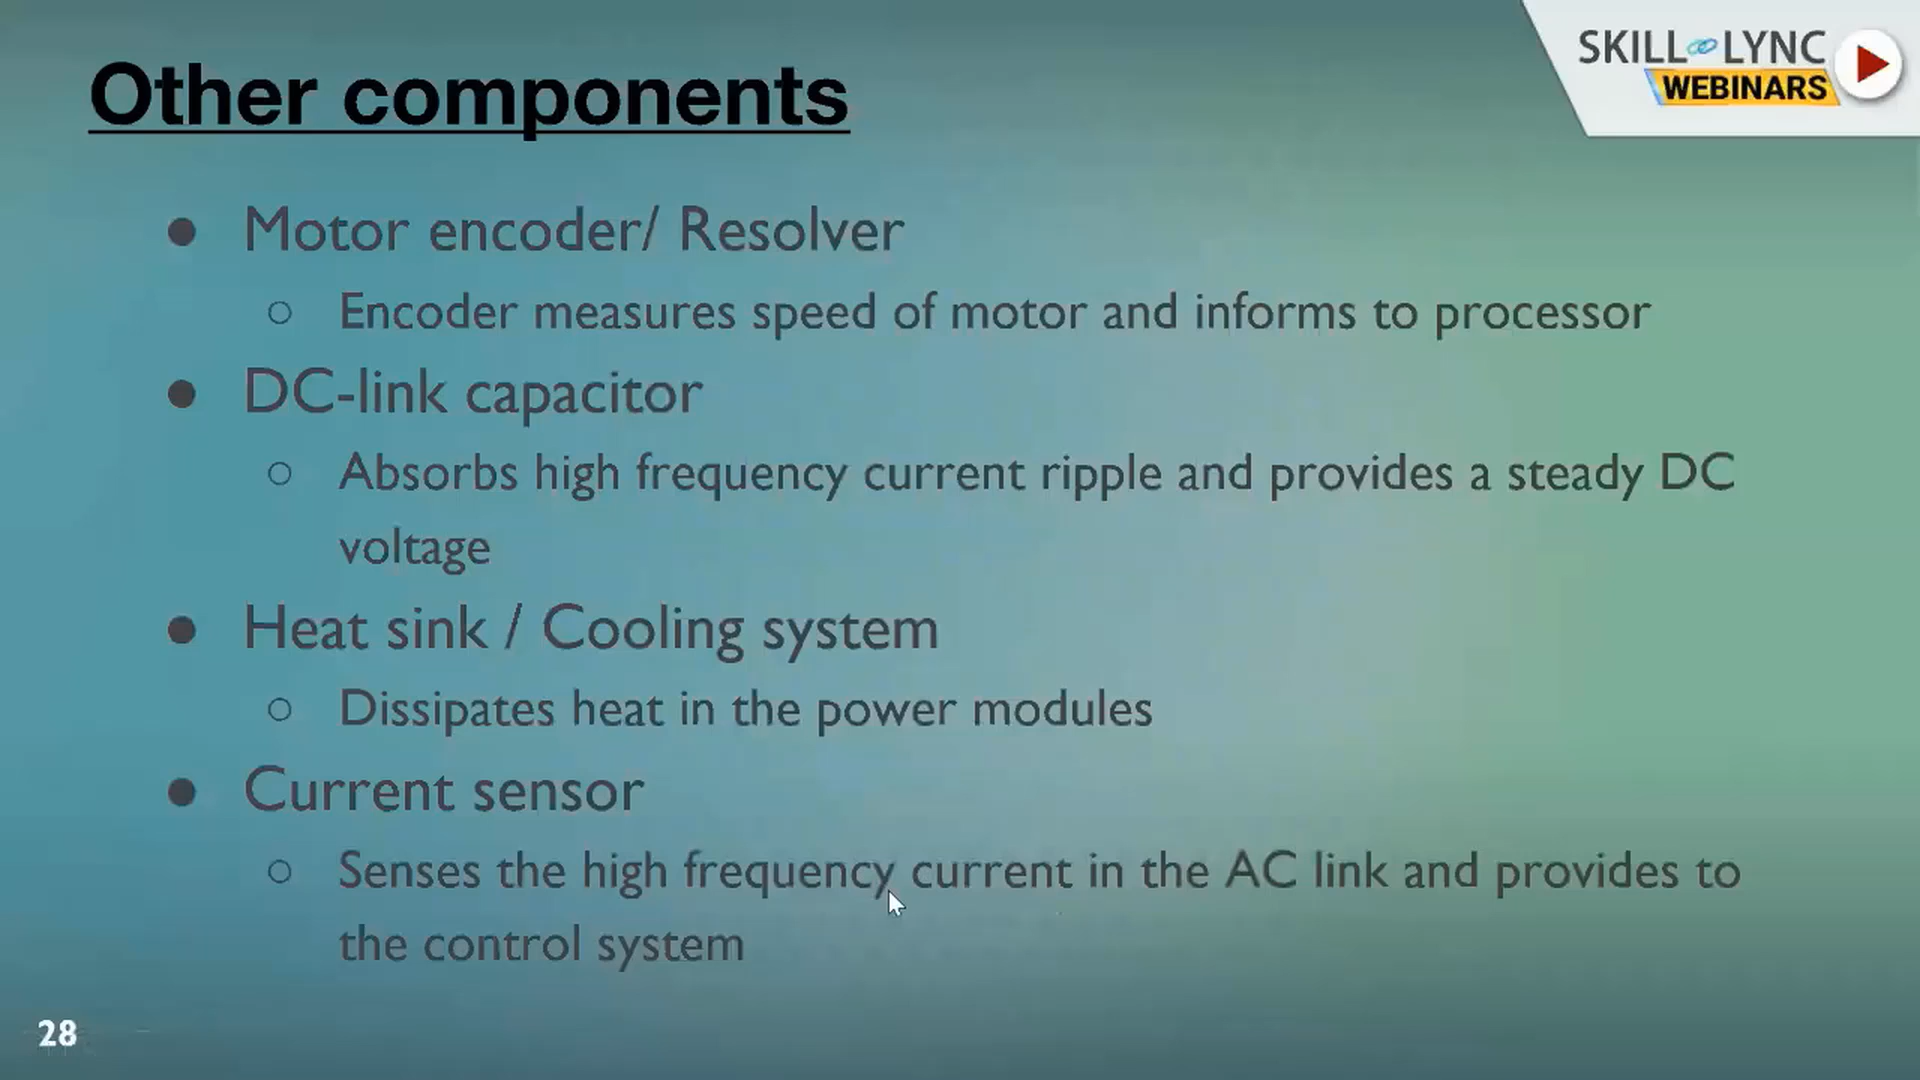 Other components
SKILL LYNC
WEBINARS
● Motor encoder/ Resolver
○ Encoder measures speed of motor and informs to processor
● DC-link capacitor
○ Absorbs high frequency current ripple and provides a steady DC
voltage
● Heat sink / Cooling system
○ Dissipates heat in the power modules
● Current sensor
○ Senses the high frequency current in the AC link and provides to
the control system
28